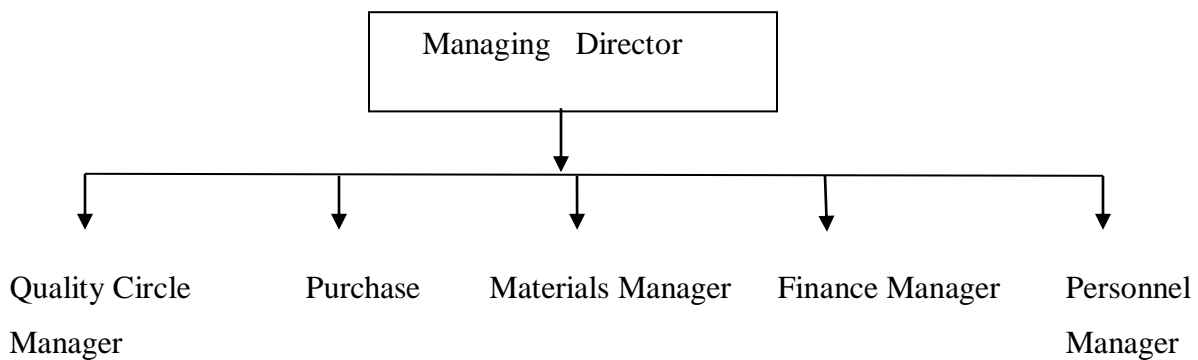 Managing Director
Quality Circle Purchase Materials Manager Finance Manager Personnel
Manager Manager